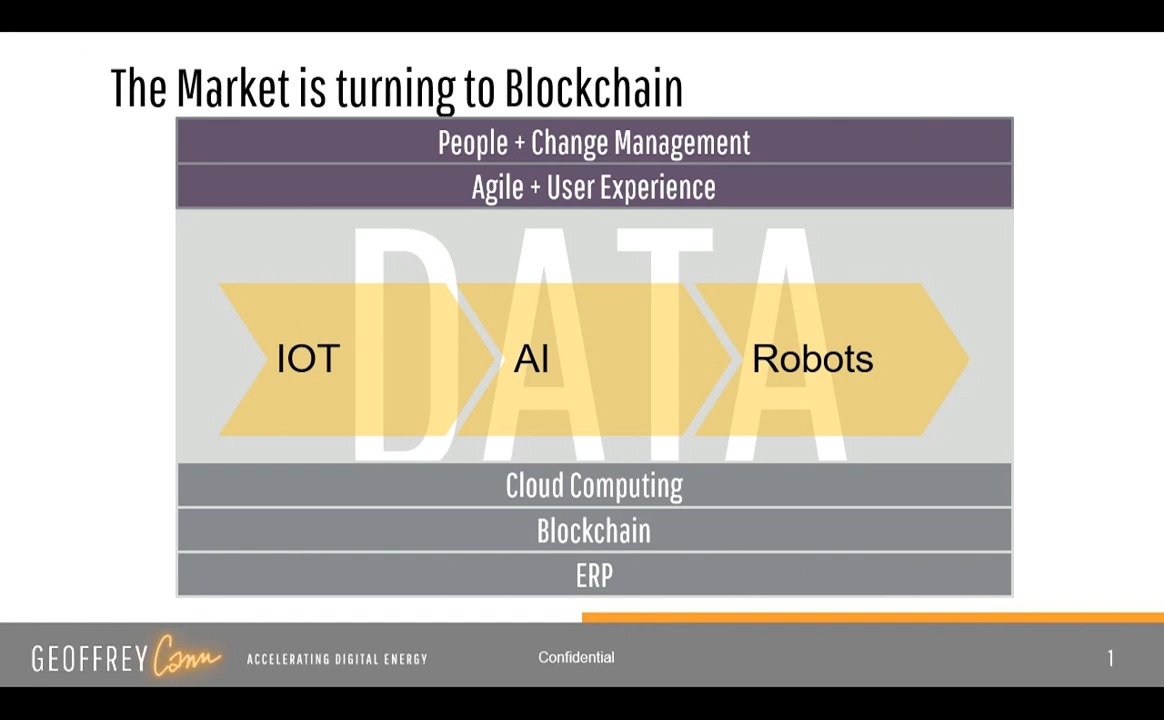 The Market is turning to Blockchain
People + Change Management
Agile + User Experience
DATA
IOT
AI
Robots
Cloud Computing
Blockchain
ERP
GEOFFREY Cann
ACCELERATING DIGITAL ENERGY
Confidential
1